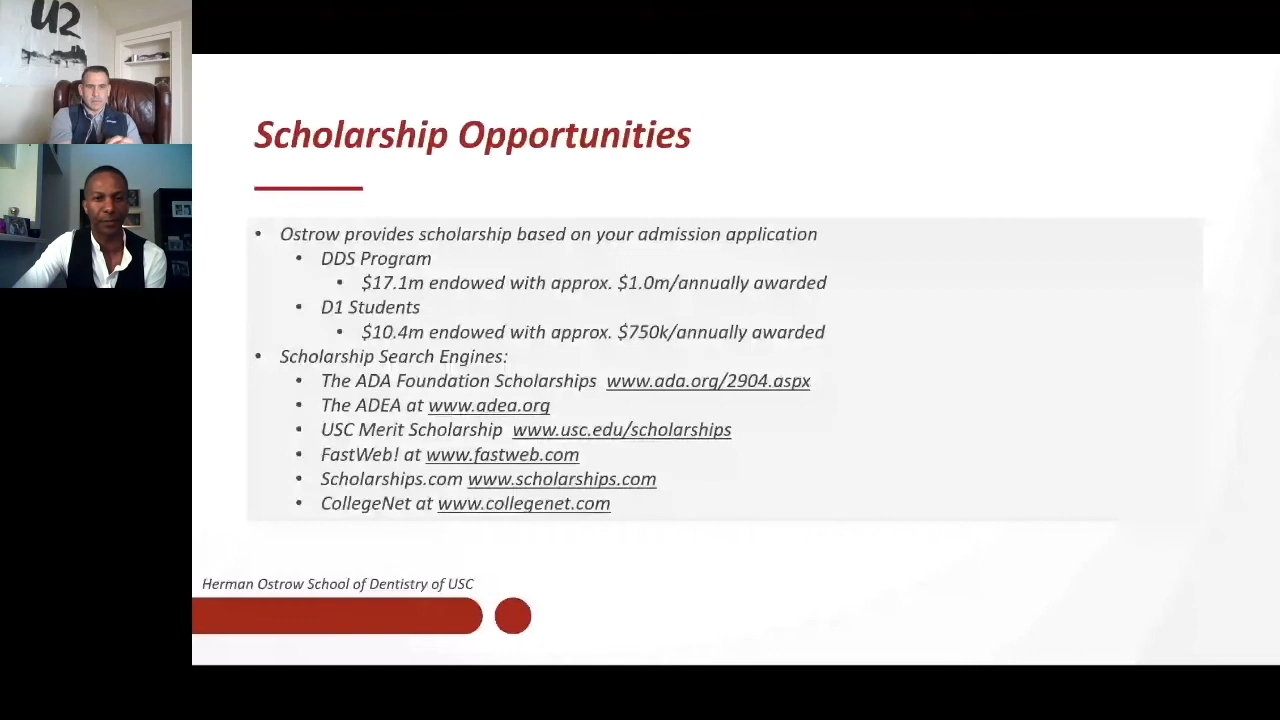 U2
Scholarship Opportunities
• Ostrow provides scholarship based on your admission application
• DDS Program
• $17.1m endowed with approx. $1.0m/annually awarded
• D1 Students
• $10.4m endowed with approx. $750k/annually awarded
• Scholarship Search Engines:
• The ADA Foundation Scholarships www.ada.org/2904.aspx
• The ADEA at www.adea.org
• USC Merit Scholarship www.usc.edu/scholarships
• FastWeb! at www.fastweb.com
• Scholarships.com www.scholarships.com
• CollegeNet at www.collegenet.com
Herman Ostrow School of Dentistry of USC